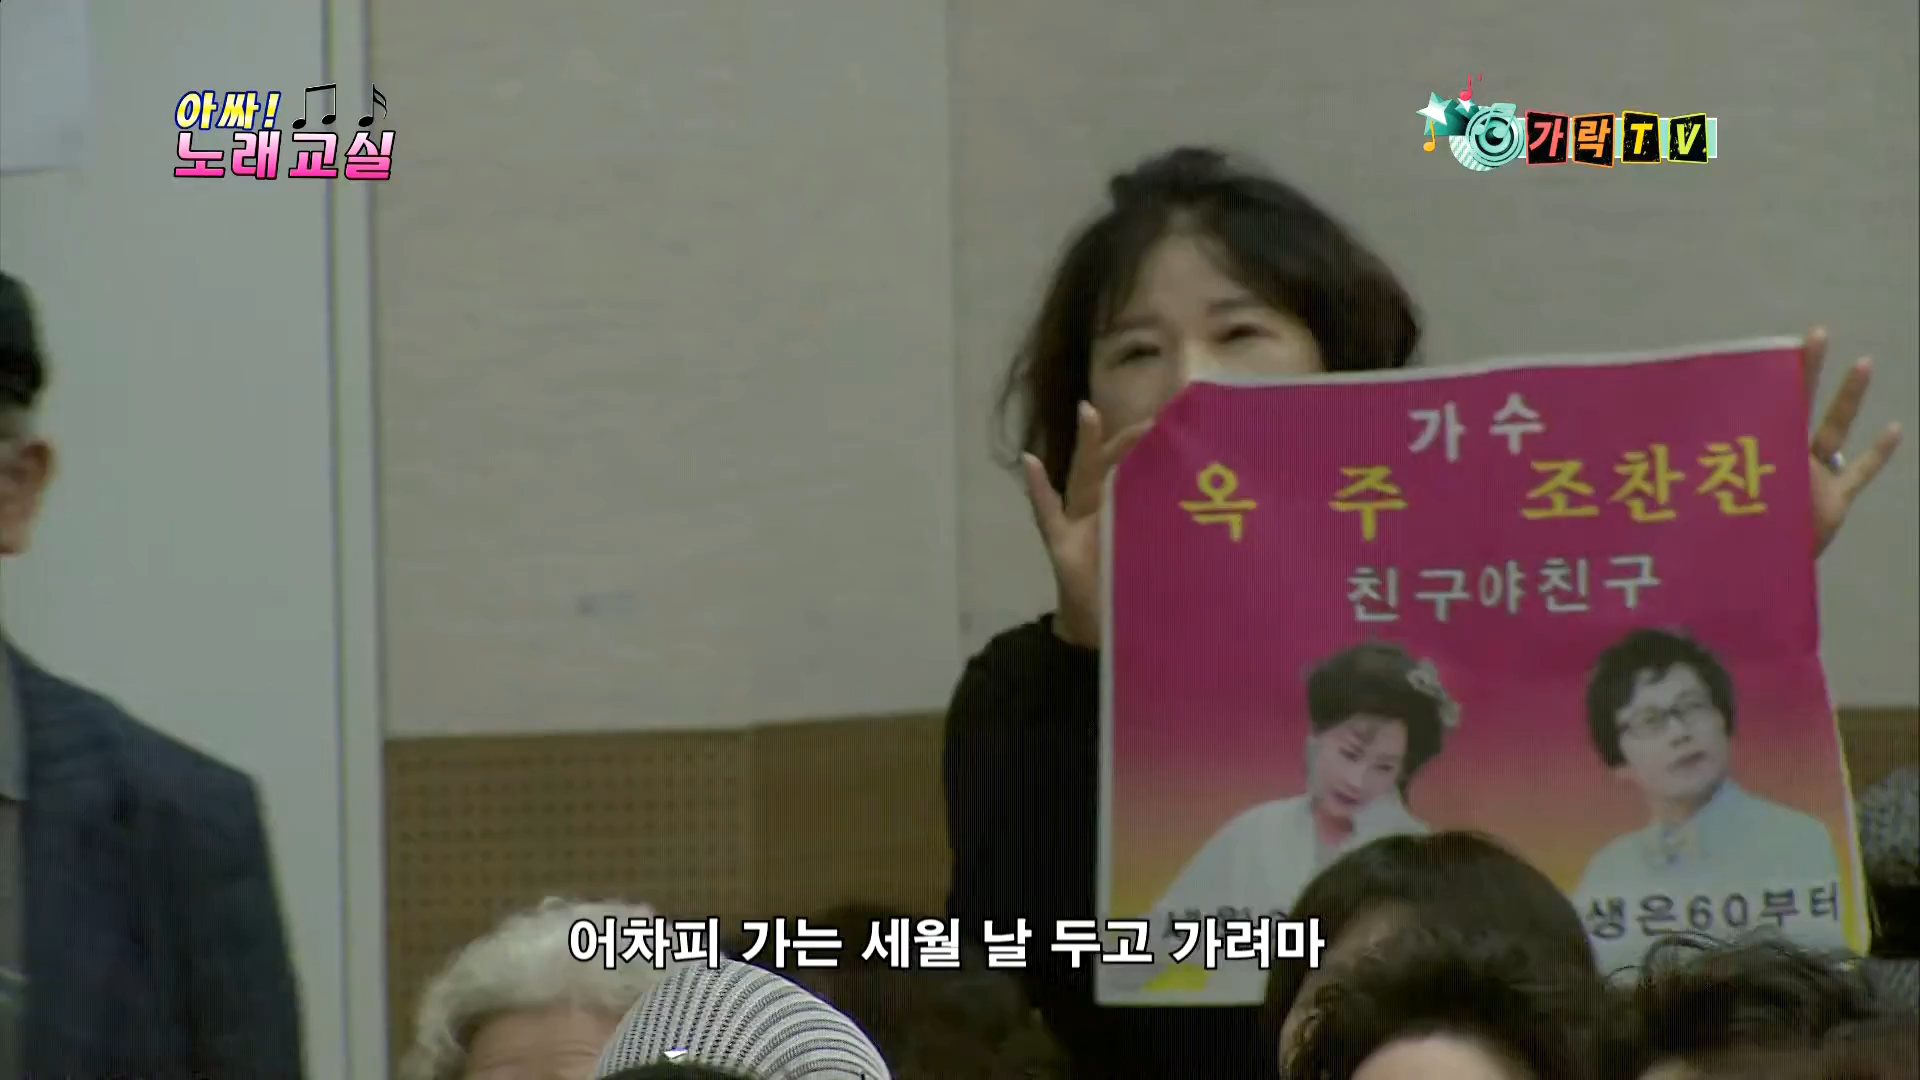 아싸!
노래교실
가락TV
가수
옥주 조찬찬
친구야친구
생은60부터
어차피 가는 세월 날 두고 가려마